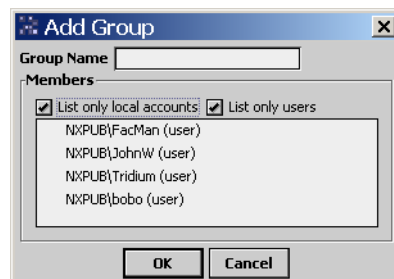 Add Group
Group Name
Members
List only local accounts List only users
NXPUB\FacMan (user)
NXPUB\JohnW (user)
NXPUB\Tridium (user)
NXPUB\bobo (user)
OK Cancel